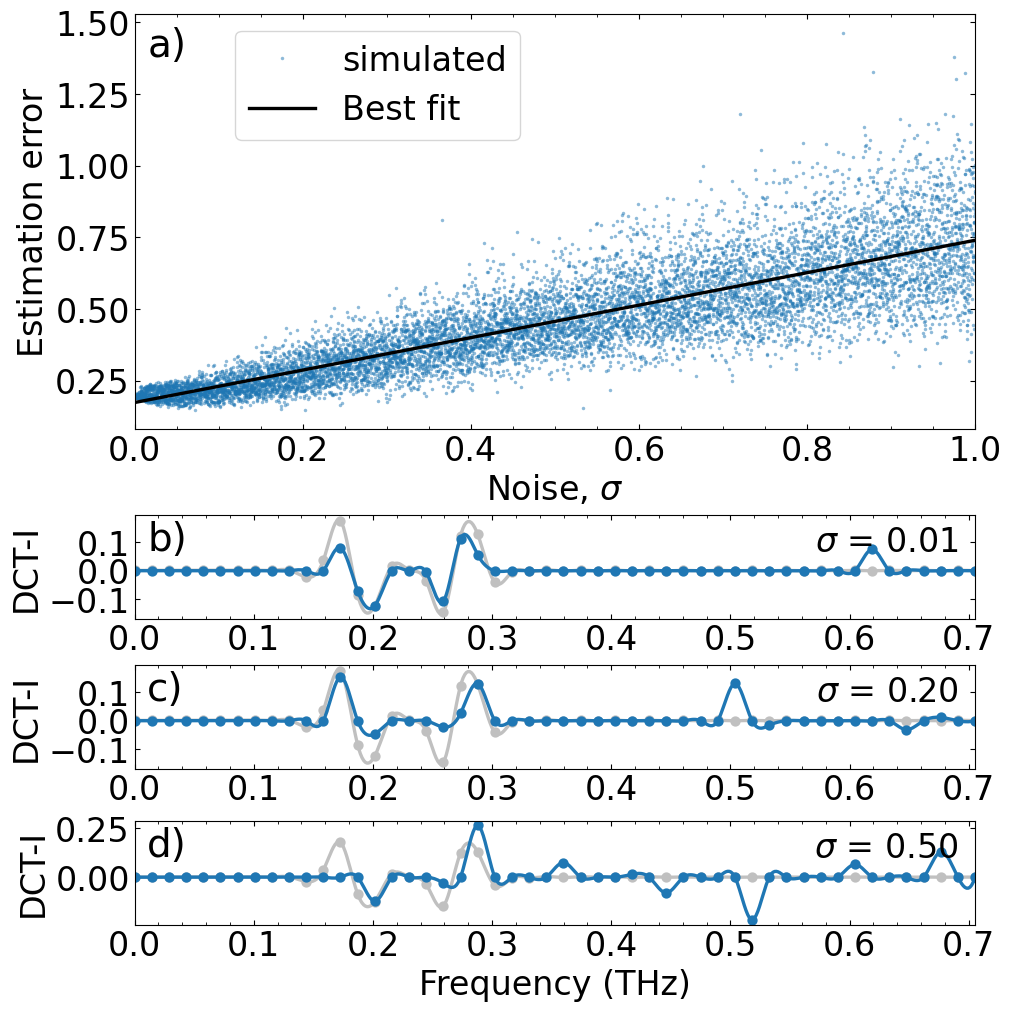 a)
simulated
Best fit
Estimation error
1.50
1.25
1.00
0.75
0.50
0.25
0.0 0.2 0.4 0.6 0.8 1.0
Noise, σ
b)
σ = 0.01
DCT-I
0.1
0.0
−0.1
0.0 0.1 0.2 0.3 0.4 0.5 0.6 0.7
c)
σ = 0.20
DCT-I
0.1
0.0
−0.1
0.0 0.1 0.2 0.3 0.4 0.5 0.6 0.7
d)
σ = 0.50
DCT-I
0.25
0.00
0.0 0.1 0.2 0.3 0.4 0.5 0.6 0.7
Frequency (THz)